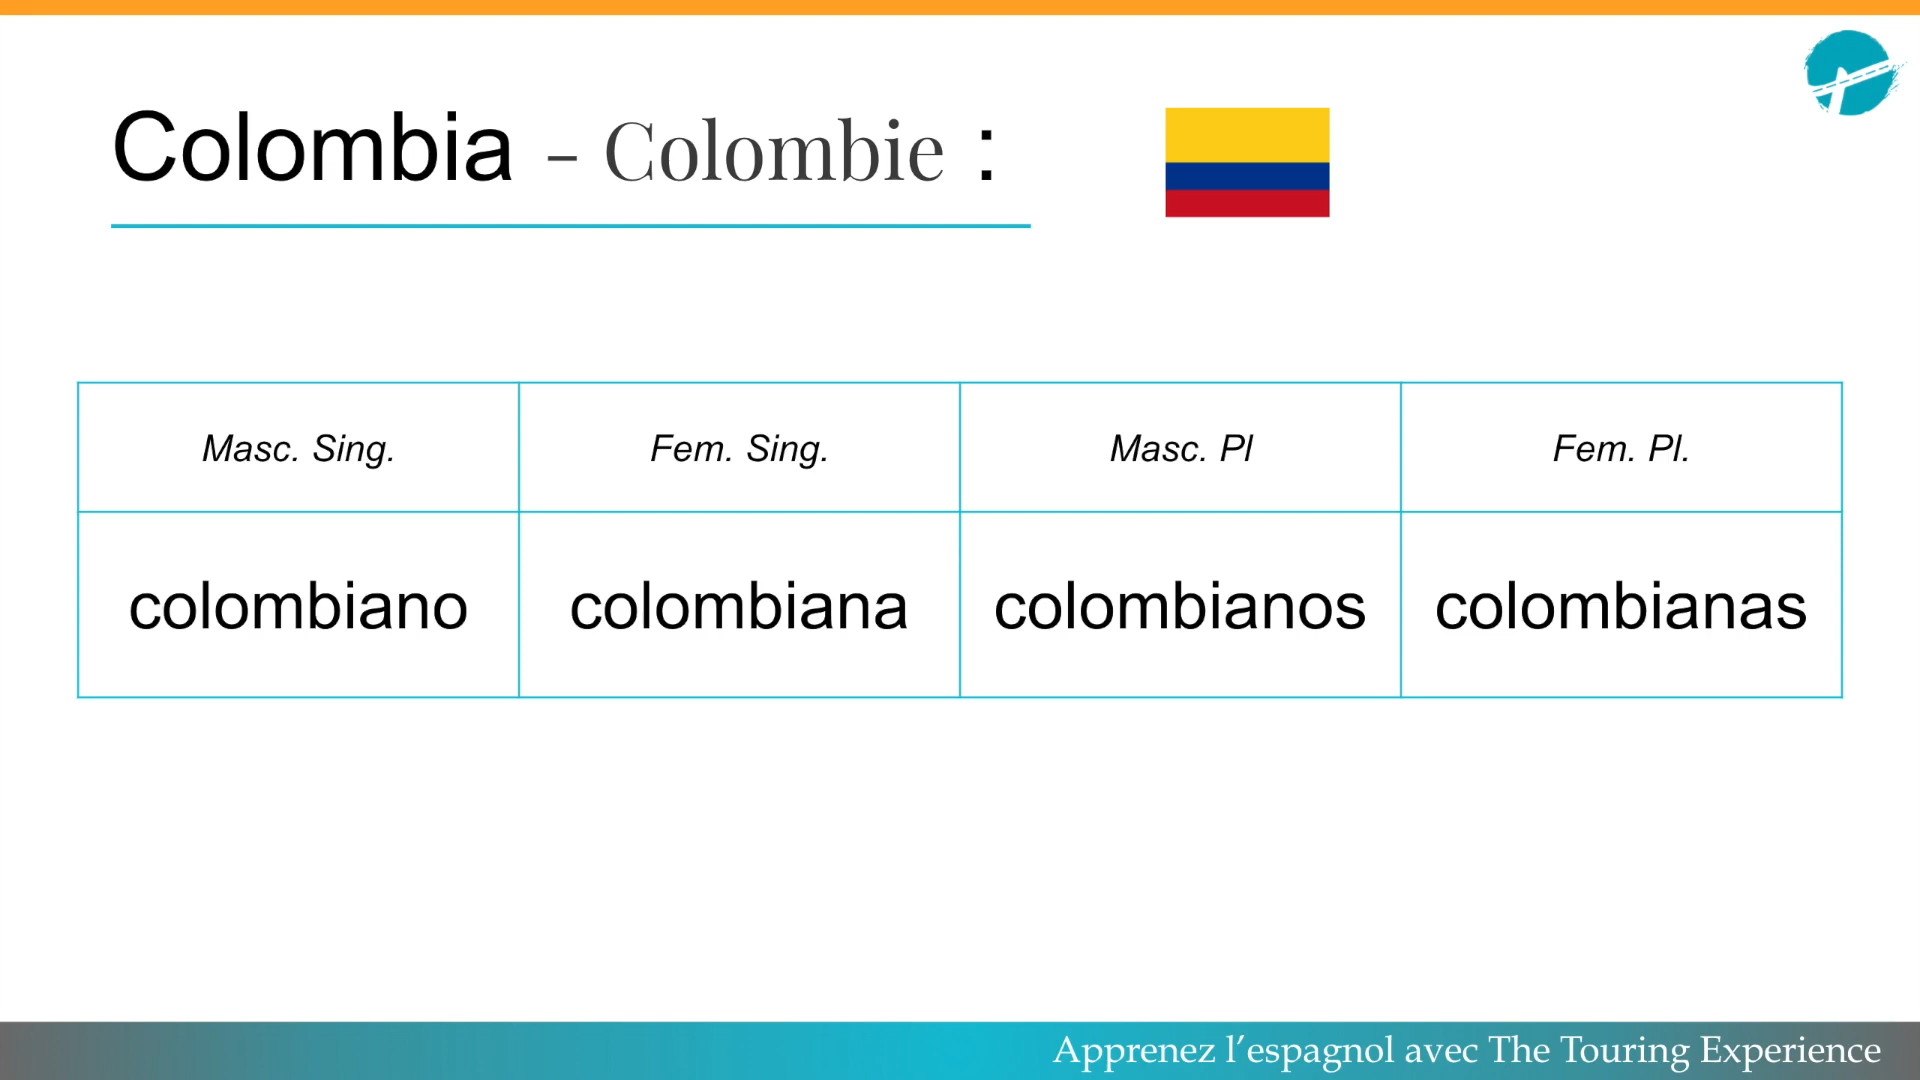 Colombia - Colombie :
Masc. Sing. Fem. Sing. Masc. Pl Fem. Pl.
colombiano colombiana colombianos colombianas
Apprenez l’espagnol avec The Touring Experience